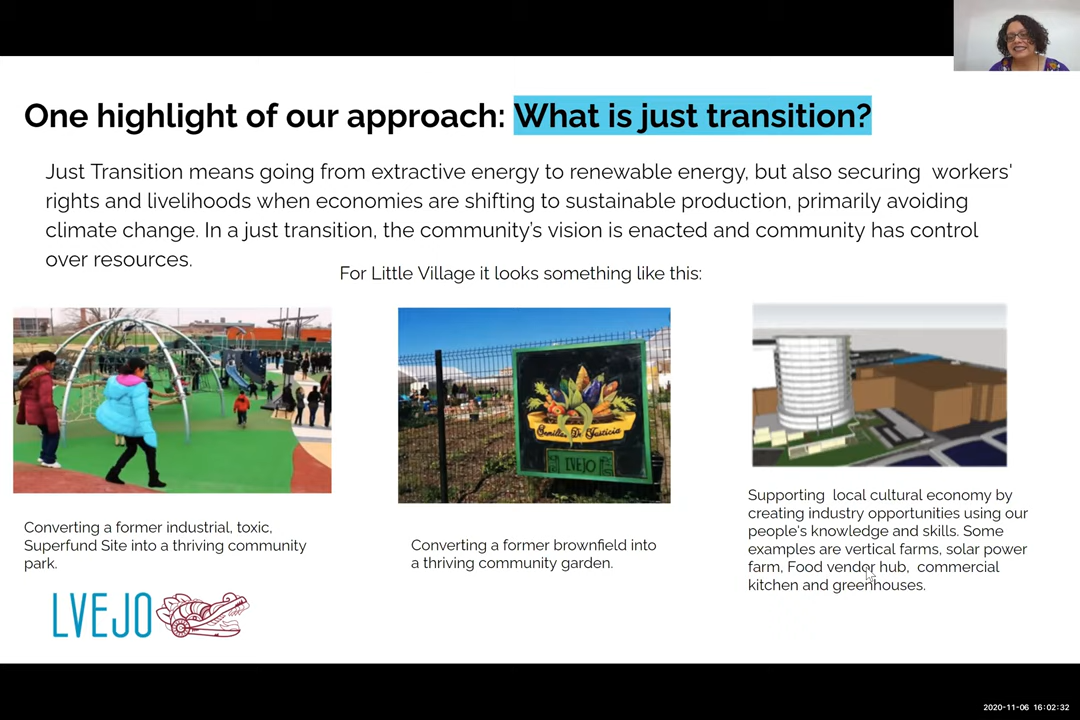 One highlight of our approach: What is just transition?
Just Transition means going from extractive energy to renewable energy, but also securing workers'
rights and livelihoods when economies are shifting to sustainable production, primarily avoiding
climate change. In a just transition, the community's vision is enacted and community has control
over resources.
For Little Village it looks something like this:
Semillas De Justicia
LVEJO
Converting a former industrial, toxic,
Superfund Site into a thriving community
park.
Converting a former brownfield into
a thriving community garden.
Supporting local cultural economy by
creating industry opportunities using our
people's knowledge and skills. Some
examples are vertical farms, solar power
farm, Food vendor hub, commercial
kitchen and greenhouses.
LVEJO
2020-11-06 16:02:32